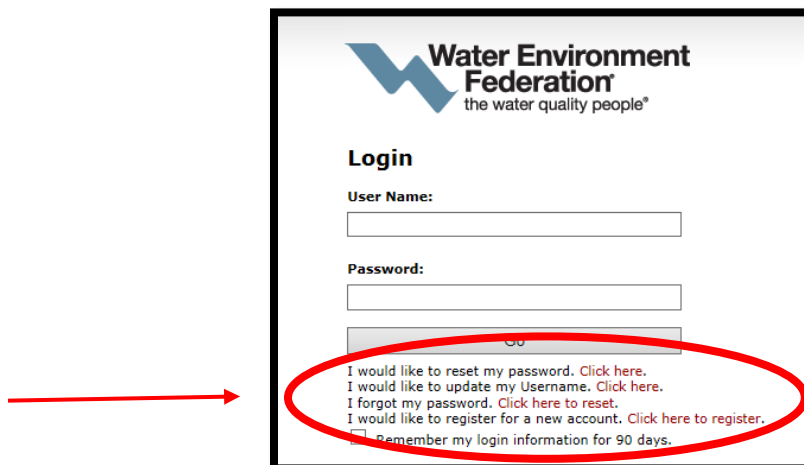 Water Environment
Federation®
the water quality people®
Login
User Name:
Password:
Go
I would like to reset my password. Click here.
I would like to update my Username. Click here.
I forgot my password. Click here to reset.
I would like to register for a new account. Click here to register.
Remember my login information for 90 days.